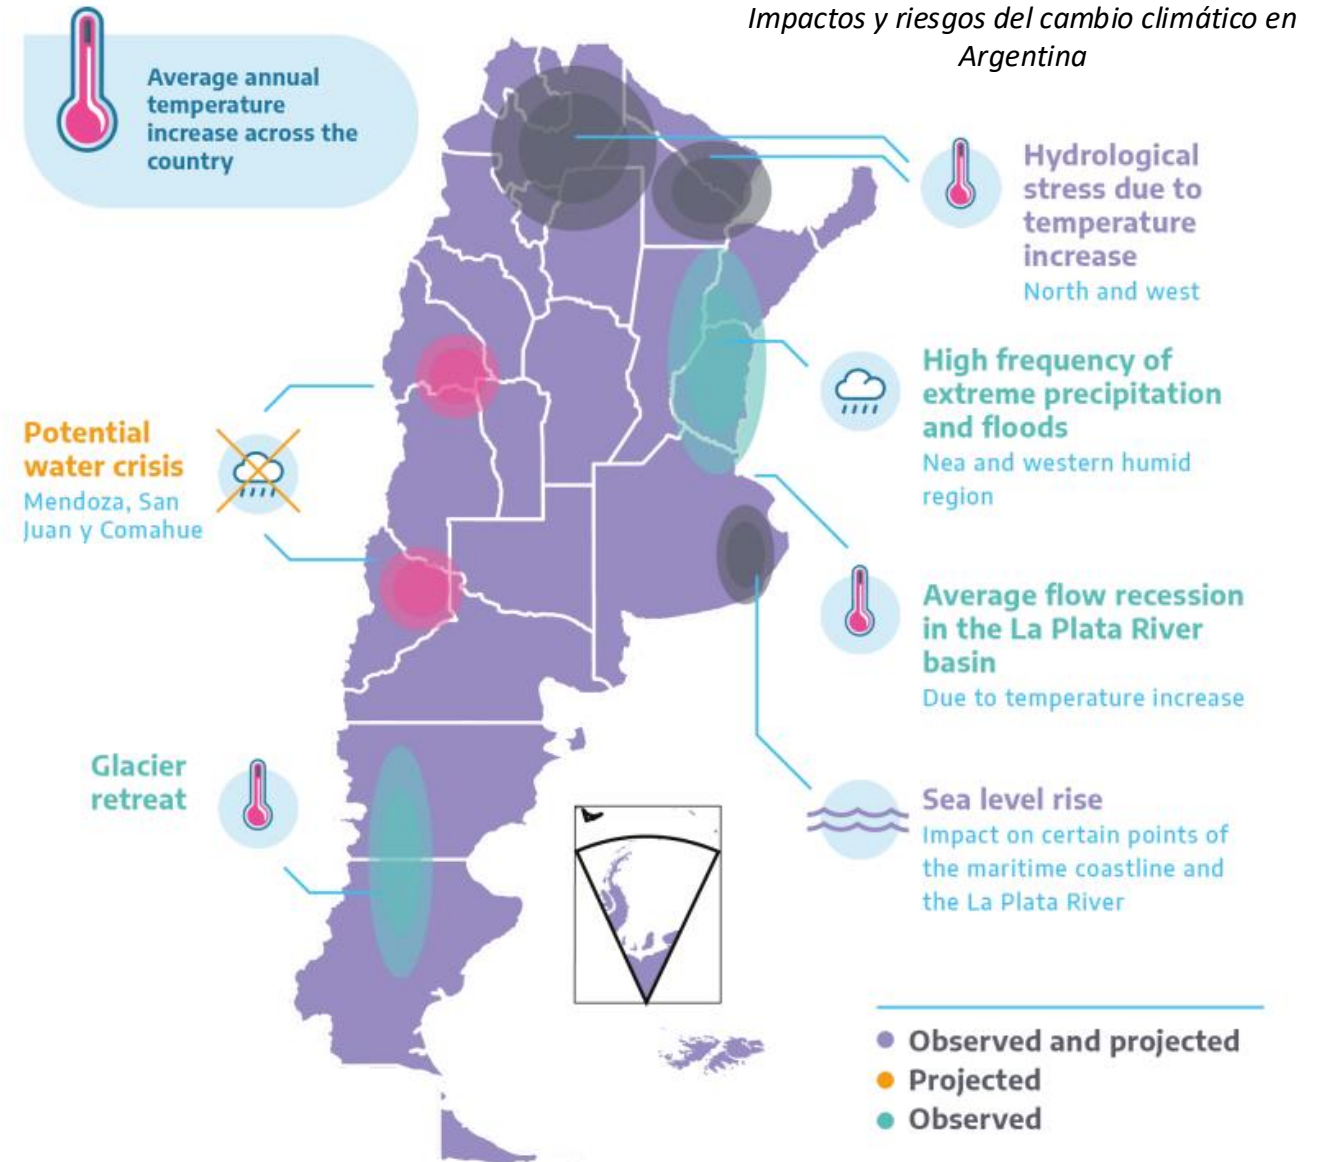 Impactos y riesgos del cambio climático en
Argentina
Average annual
temperature
increase across the
country
Hydrological
stress due to
temperature
increase
North and west
High frequency of
extreme precipitation
and floods
Nea and western humid
region
Potential
water crisis
Mendoza, San
Juan y Comahue
Average flow recession
in the La Plata River
basin
Due to temperature increase
Glacier
retreat
Sea level rise
Impact on certain points of
the maritime coastline and
the La Plata River
Observed and projected
Projected
Observed